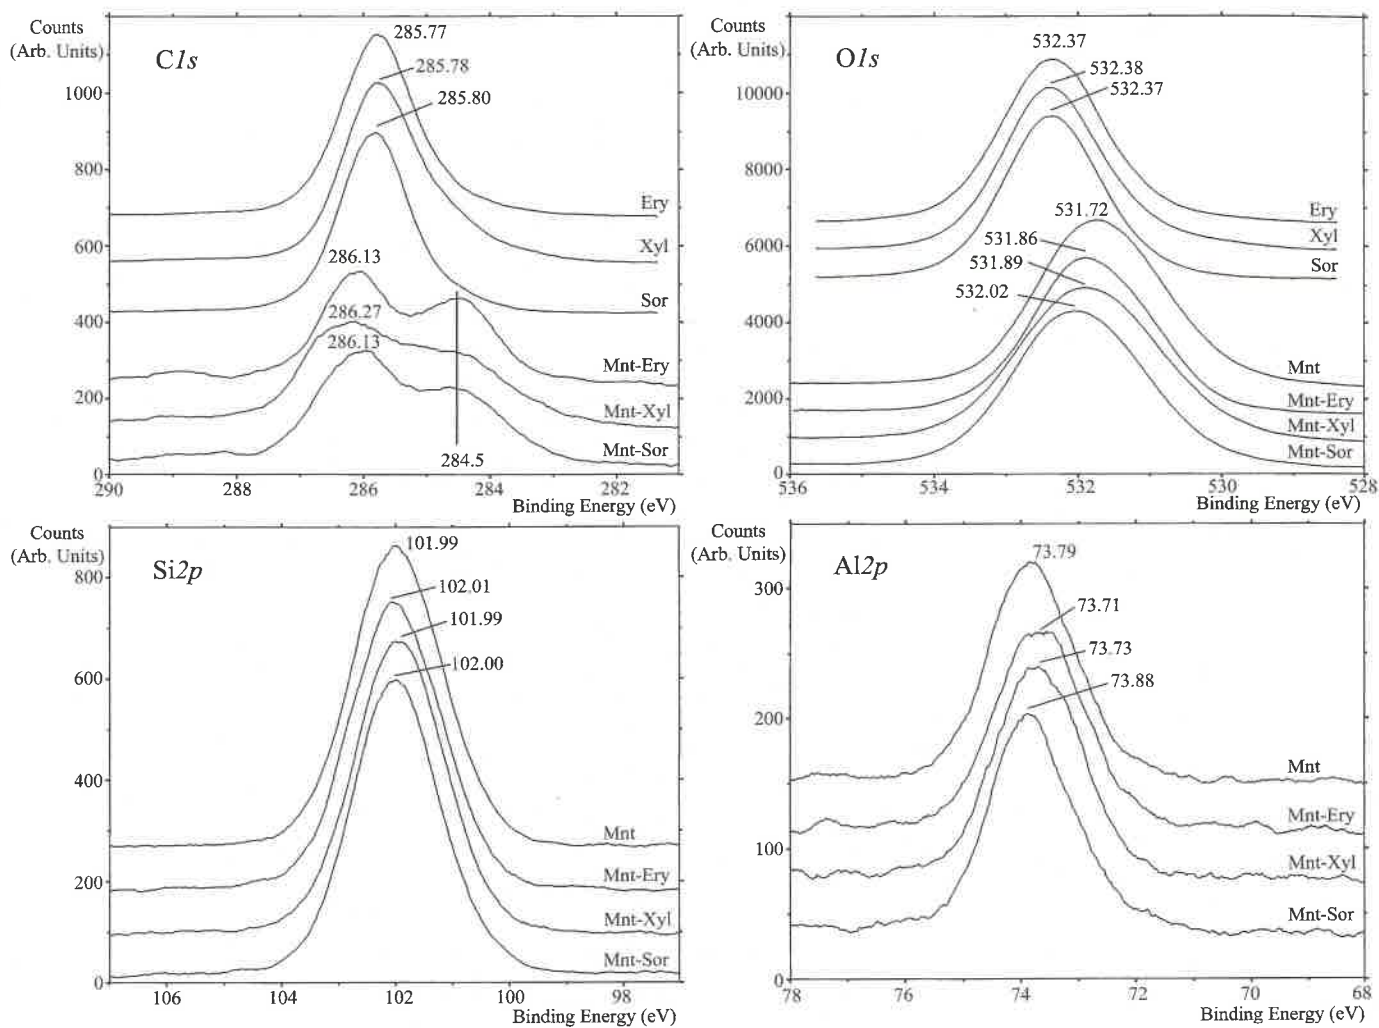 Counts
(Arb. Units)
C1s
285.77
285.78
285.80
1000
800
600
400
200
0
Ery
Xyl
Sor
286.13
286.27
286.13
Mnt-Ery
Mnt-Xyl
Mnt-Sor
284.5
290
288
286
284
282
Binding Energy (eV)
Counts
(Arb. Units)
O1s
532.37
532.38
532.37
10000
8000
6000
4000
2000
0
Ery
Xyl
Sor
531.72
531.86
531.89
532.02
Mnt
Mnt-Ery
Mnt-Xyl
Mnt-Sor
536
534
532
530
528
Binding Energy (eV)
Counts
(Arb. Units)
Si2p
101.99
102.01
101.99
102.00
800
600
400
200
0
Mnt
Mnt-Ery
Mnt-Xyl
Mnt-Sor
106
104
102
100
98
Binding Energy (eV)
Counts
(Arb. Units)
Al2p
73.79
73.71
73.73
73.88
300
200
100
0
Mnt
Mnt-Ery
Mnt-Xyl
Mnt-Sor
78
76
74
72
70
68
Binding Energy (eV)